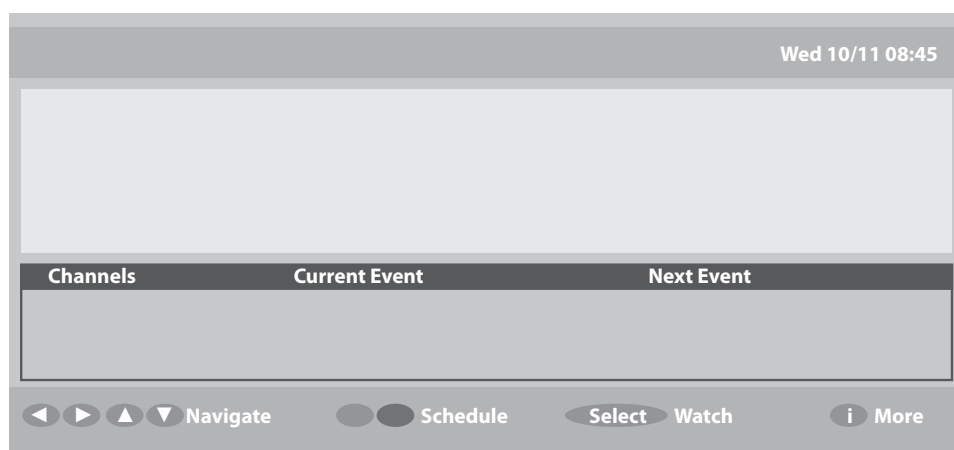 Wed 10/11 08:45
Channels Current Event Next Event
Navigate Schedule Select Watch i More